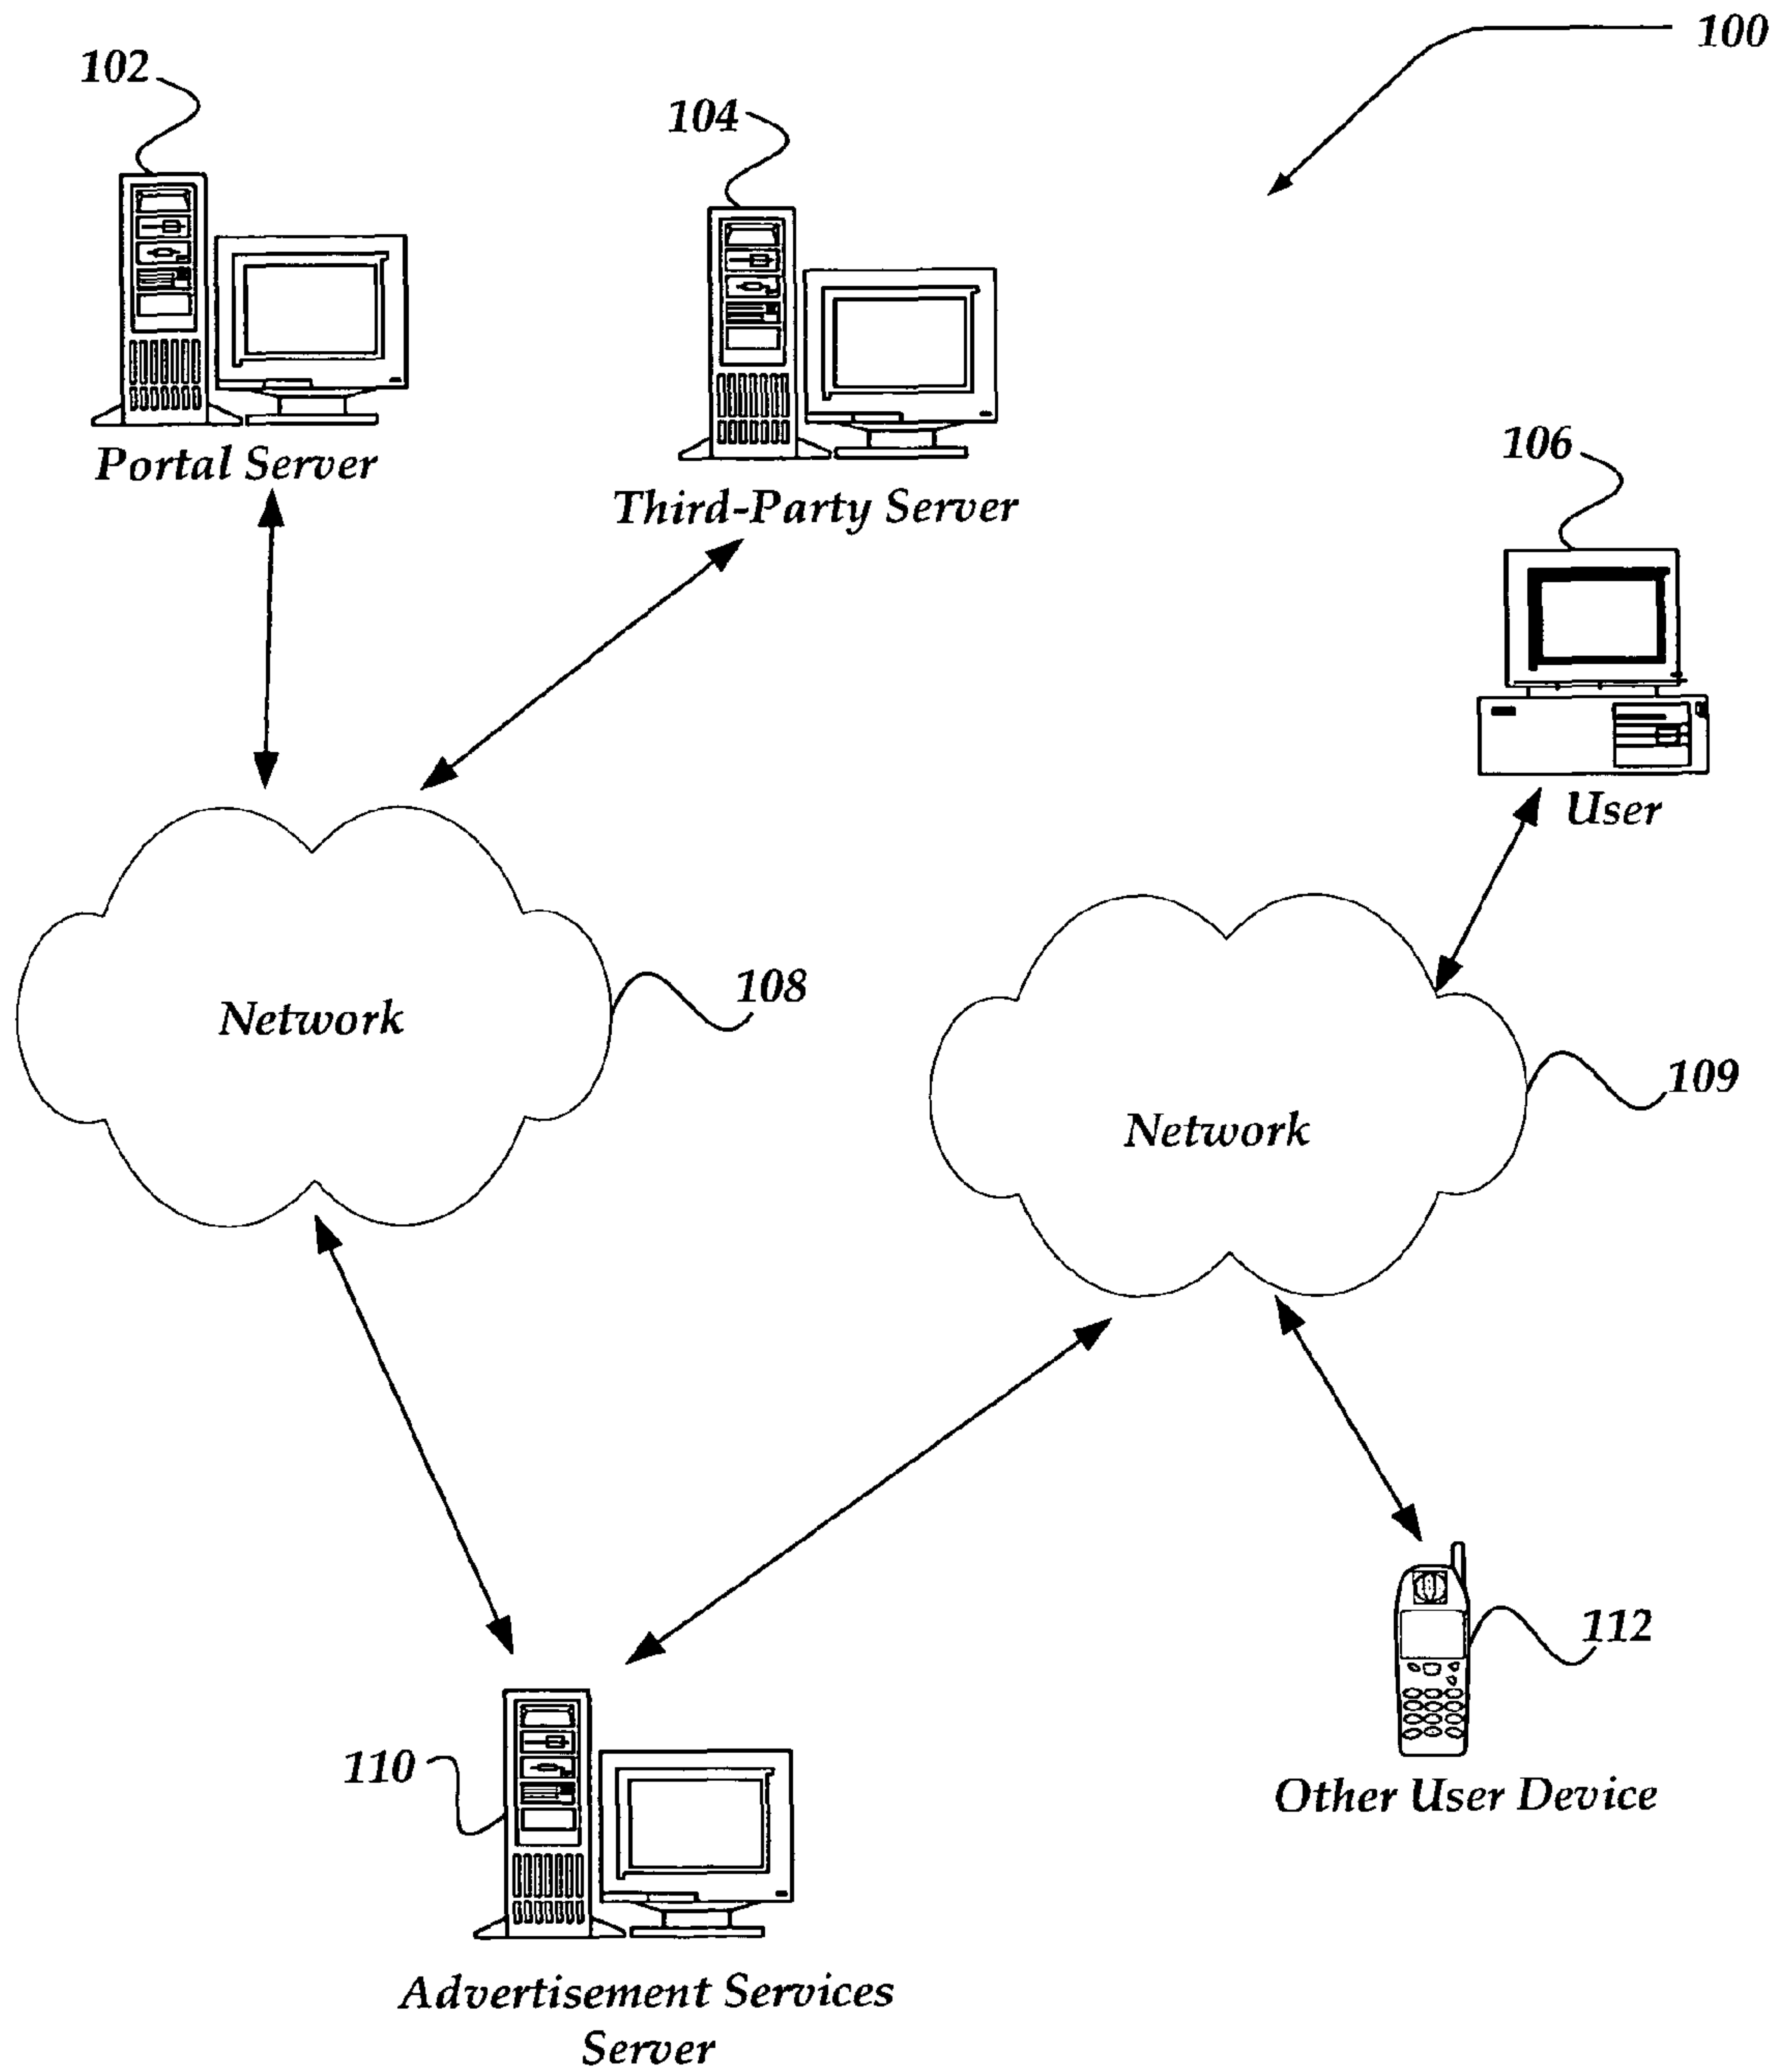 100
102
104
Portal Server
Third-Party Server
106
User
108
Network
109
Network
112
110
Other User Device
Advertisement Services
Server